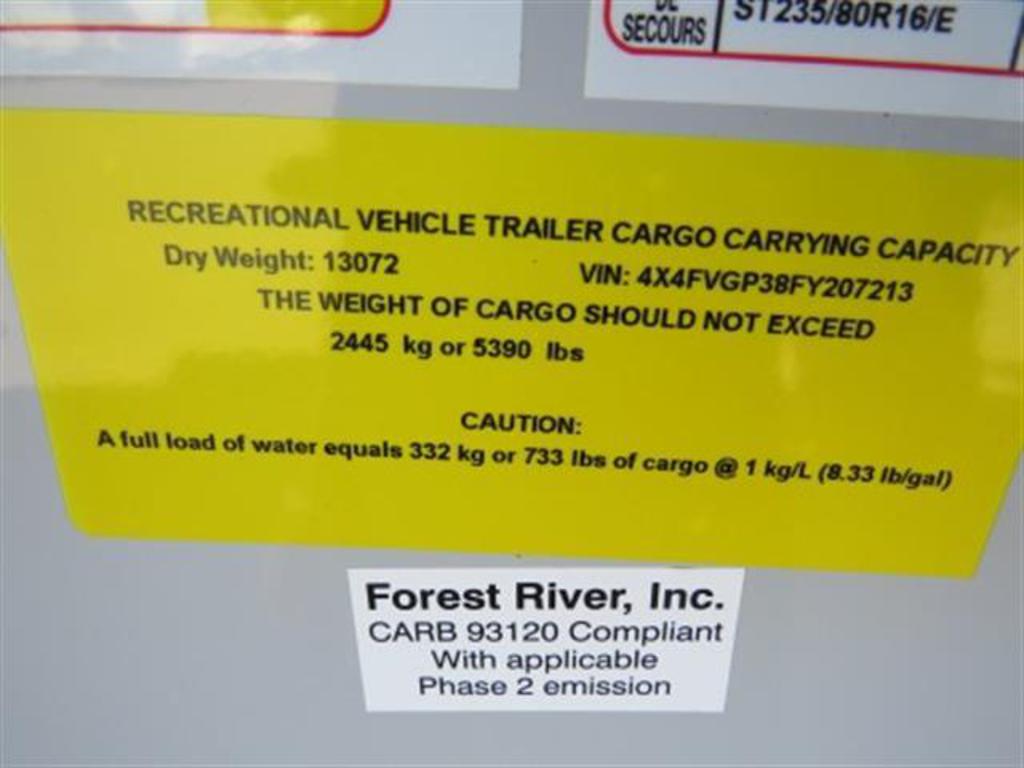 DE
SECOURS
ST235/80R16/E
RECREATIONAL VEHICLE TRAILER CARGO CARRYING CAPACITY
Dry Weight: 13072 VIN: 4X4FVGP38FY207213
THE WEIGHT OF CARGO SHOULD NOT EXCEED
2445 kg or 5390 lbs
CAUTION:
A full load of water equals 332 kg or 733 lbs of cargo @ 1 kg/L (8.33 lb/gal)
Forest River, Inc.
CARB 93120 Compliant
With applicable
Phase 2 emission